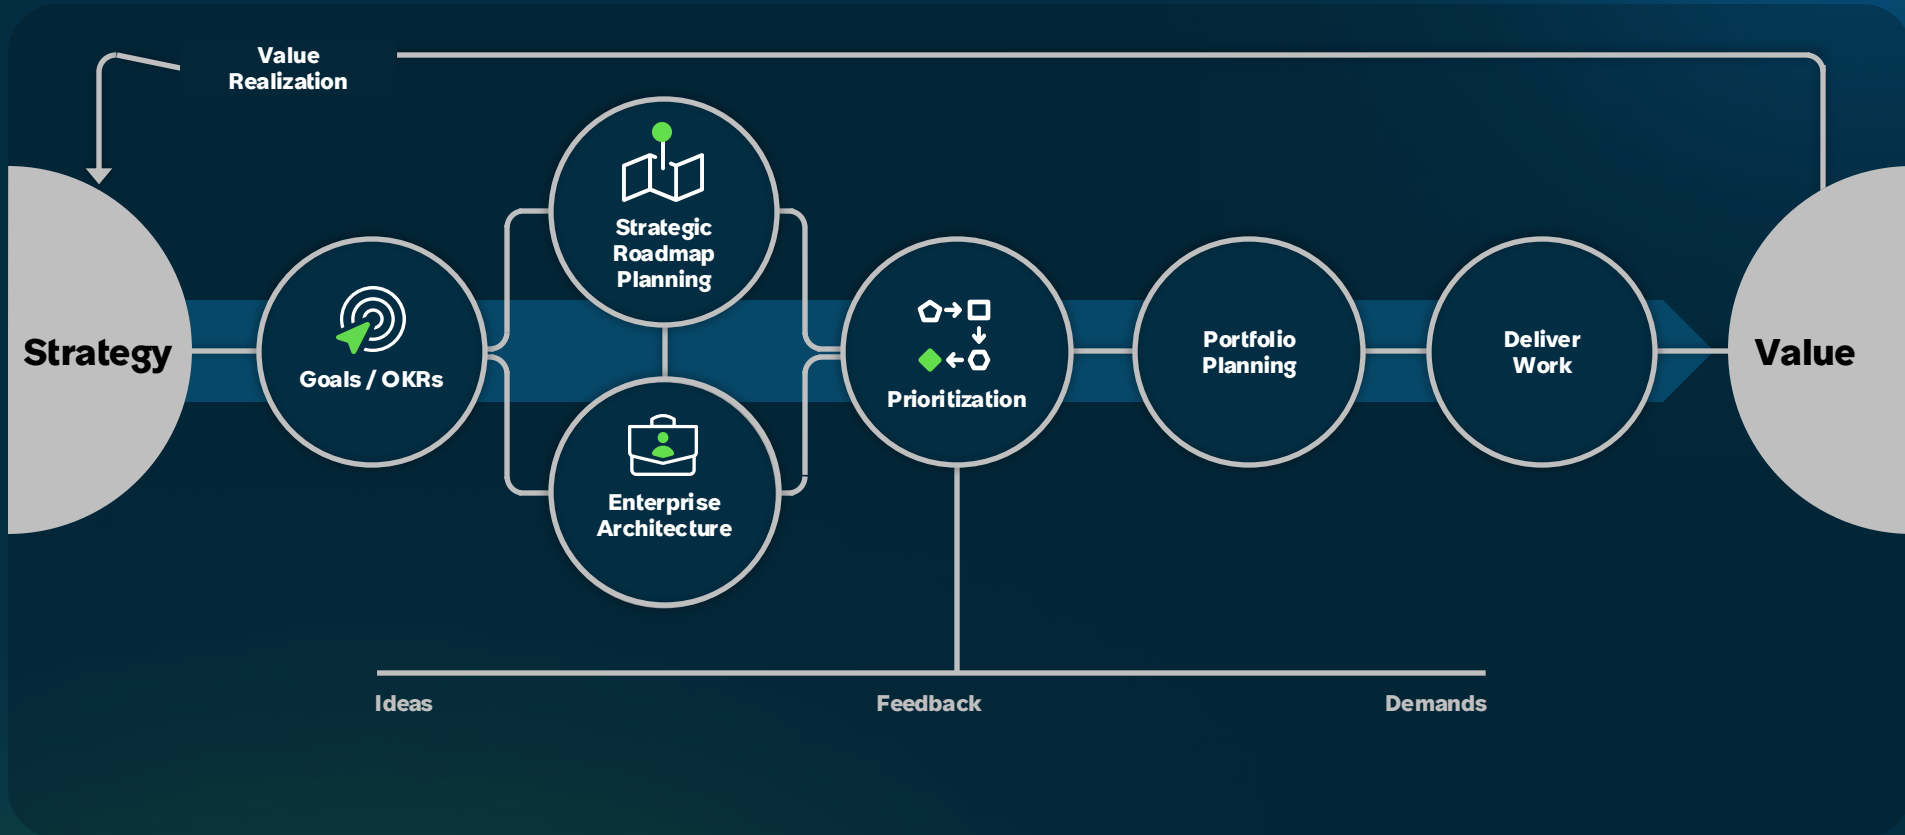 Value
Realization
Strategic
Roadmap
Planning
Strategy
Goals / OKRs
Prioritization
Portfolio
Planning
Deliver
Work
Value
Enterprise
Architecture
Ideas
Feedback
Demands